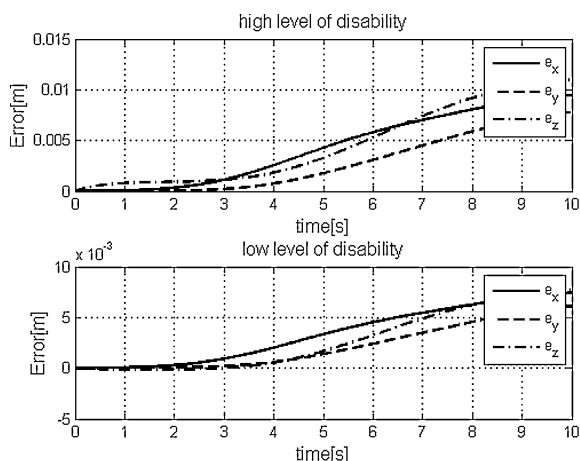 high level of disability
0.015
0.01
0.005
0
Error[m]
e_x
e_y
e_z
0 1 2 3 4 5 6 7 8 9 10
time[s]
low level of disability
x 10^-3
10
5
0
-5
Error[m]
e_x
e_y
e_z
0 1 2 3 4 5 6 7 8 9 10
time[s]